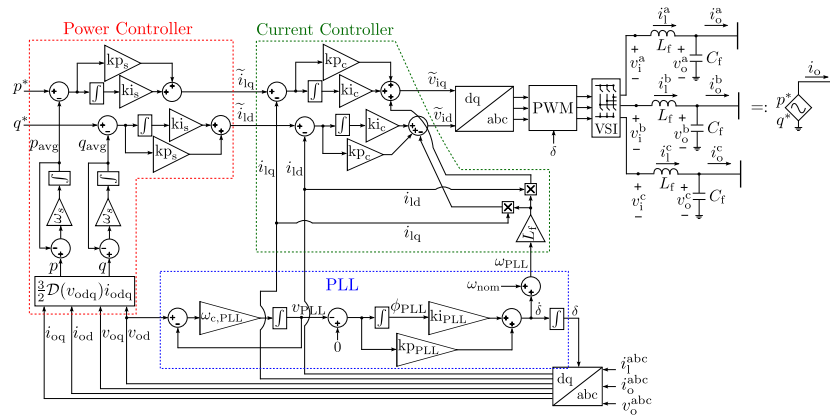 Power Controller
Current Controller
p*
kp_s
∫
ki_s
ĩ_lq
q*
∫
ki_s
kp_s
ĩ_ld
p_avg
q_avg
∫
∫
ω_s
ω_s
p
q
3/2 𝒟(v_odq)i_odq
kp_c
∫
ki_c
ṽ_iq
∫
ki_c
kp_c
ṽ_id
i_lq
i_ld
i_ld
i_lq
L_f
dq
abc
PWM
δ
VSI
i_l^a
i_o^a
L_f
v_i^a
v_o^a
C_f
i_l^b
i_o^b
L_f
v_i^b
v_o^b
C_f
i_l^c
i_o^c
L_f
v_i^c
v_o^c
C_f
=:
p*
q*
i_o
PLL
ω_PLL
ω_nom
ω_c,PLL
∫
v_PLL
0
∫
ϕ_PLL
ki_PLL
kp_PLL
δ̇
∫
δ
i_oq
i_od
v_oq
v_od
dq
abc
i_l^abc
i_o^abc
v_o^abc